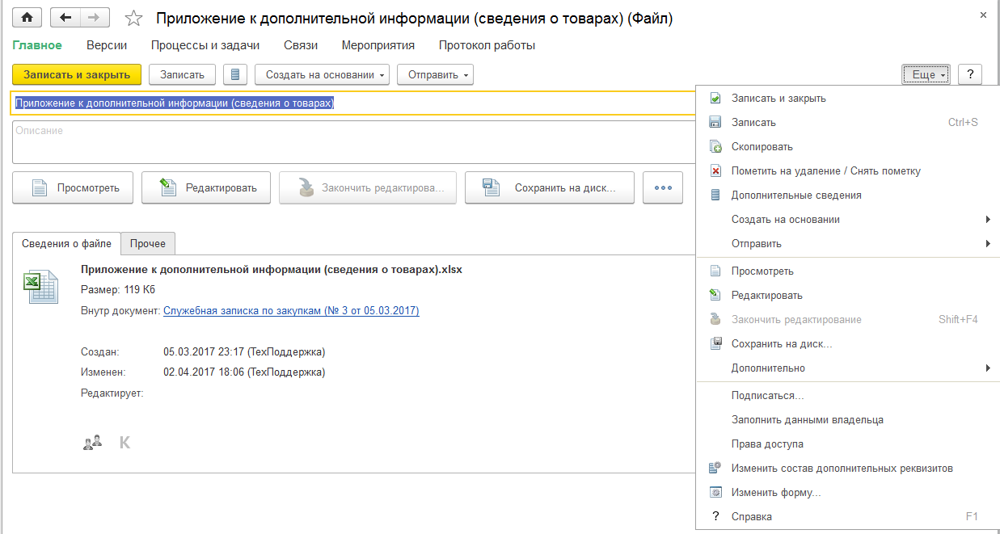 Приложение к дополнительной информации (сведения о товарах) (Файл)
Главное Версии Процессы и задачи Связи Мероприятия Протокол работы
Записать и закрыть Записать Создать на основании Отправить Еще ?
Приложение к дополнительной информации (сведения о товарах)
Описание
Просмотреть Редактировать Закончить редактирова... Сохранить на диск...
Сведения о файле Прочее
Приложение к дополнительной информации (сведения о товарах).xlsx
Размер: 119 Кб
Внутр документ: Служебная записка по закупкам (№ 3 от 05.03.2017)
Создан: 05.03.2017 23:17 (ТехПоддержка)
Изменен: 02.04.2017 18:06 (ТехПоддержка)
Редактирует:
К
Записать и закрыть
Записать Ctrl+S
Скопировать
Пометить на удаление / Снять пометку
Дополнительные сведения
Создать на основании
Отправить
Просмотреть
Редактировать
Закончить редактирование Shift+F4
Сохранить на диск...
Дополнительно
Подписаться...
Заполнить данными владельца
Права доступа
Изменить состав дополнительных реквизитов
Изменить форму...
? Справка F1